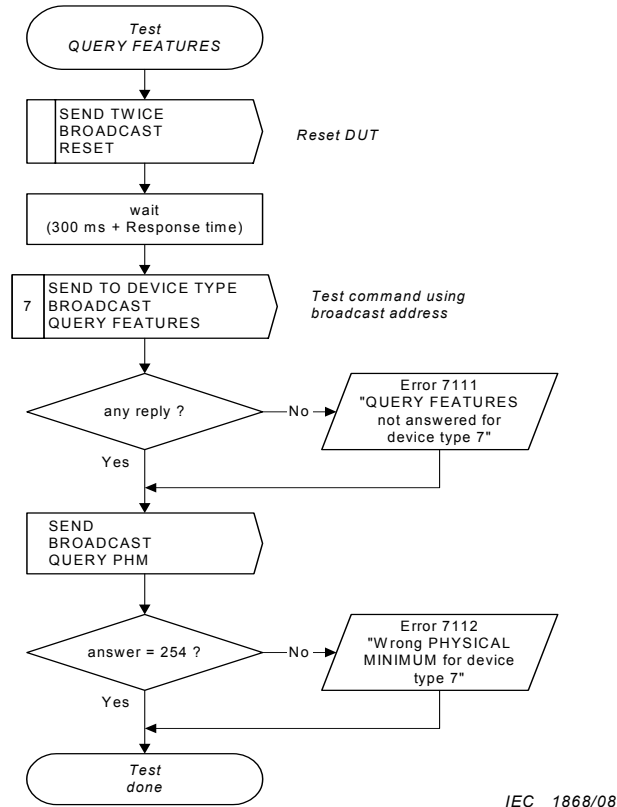 Test
QUERY FEATURES
SEND TWICE
BROADCAST
RESET
Reset DUT
wait
(300 ms + Response time)
7
SEND TO DEVICE TYPE
BROADCAST
QUERY FEATURES
Test command using
broadcast address
any reply ?
No
Error 7111
"QUERY FEATURES
not answered for
device type 7"
Yes
SEND
BROADCAST
QUERY PHM
answer = 254 ?
No
Error 7112
"Wrong PHYSICAL
MINIMUM for device
type 7"
Yes
Test
done
IEC 1868/08